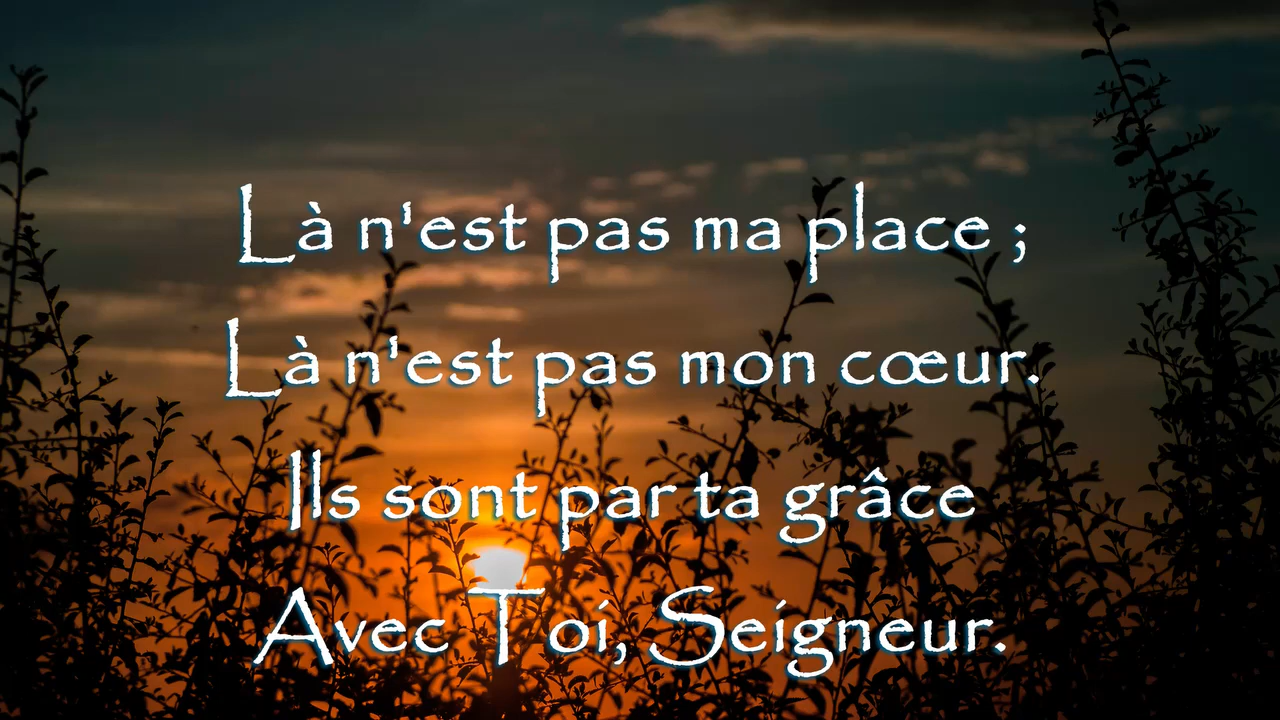 Là n'est pas ma place ;
Là n'est pas mon cœur.
Ils sont par ta grâce
Avec Toi, Seigneur.